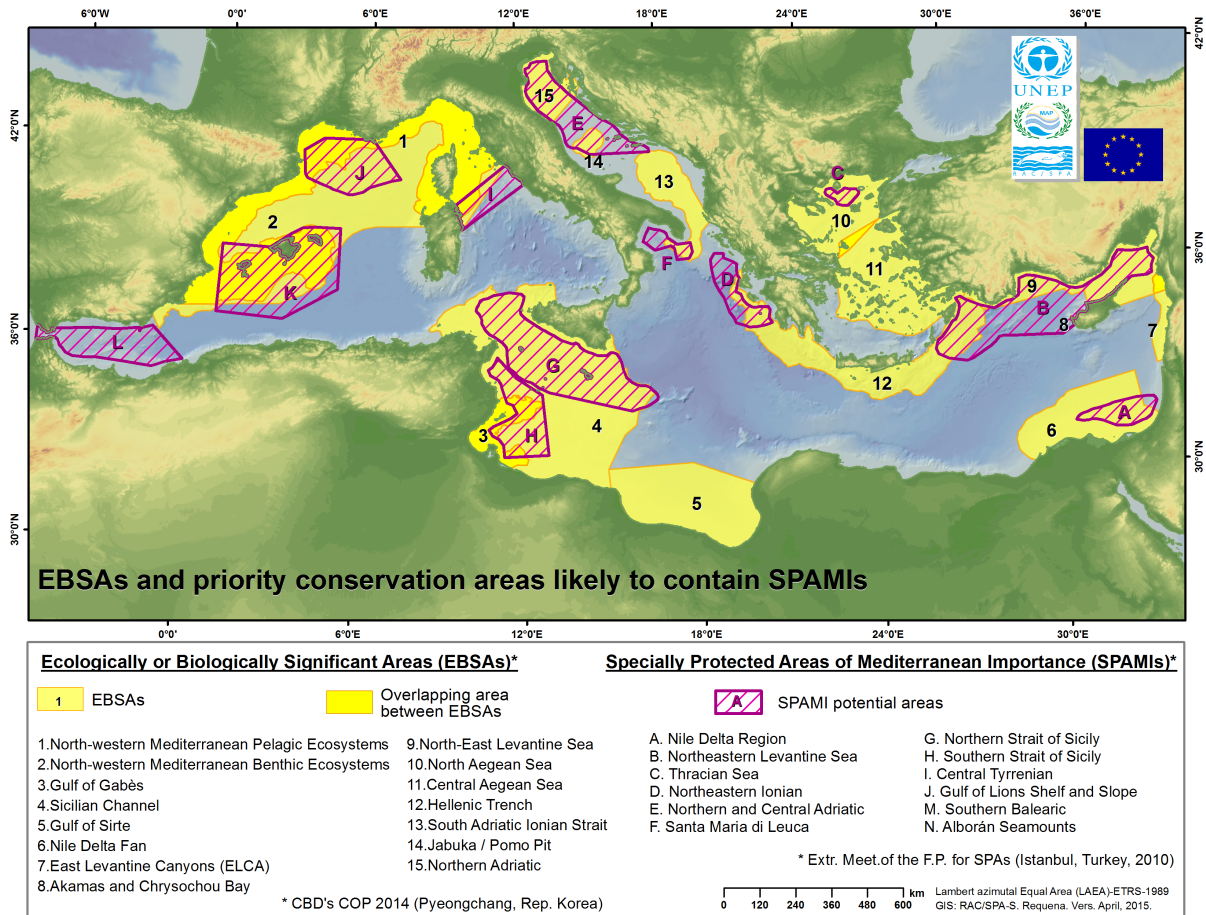 6°0'W 0°0' 6°0'E 12°0'E 18°0'E 24°0'E 30°0'E 36°0'E
42°0'N
42°0'N
36°0'N
36°0'N
30°0'N
30°0'N
UNEP
MAP
RAC/SPA
15
E
1
14
J
13
C
I
2
10
F
11
D
K
9
B
8
7
L
G
12
A
6
4
3
H
5
EBSAs and priority conservation areas likely to contain SPAMIs
0°0' 6°0'E 12°0'E 18°0'E 24°0'E 30°0'E
Ecologically or Biologically Significant Areas (EBSAs)*
1 EBSAs
Overlapping area
between EBSAs
1.North-western Mediterranean Pelagic Ecosystems
2.North-western Mediterranean Benthic Ecosystems
3.Gulf of Gabès
4.Sicilian Channel
5.Gulf of Sirte
6.Nile Delta Fan
7.East Levantine Canyons (ELCA)
8.Akamas and Chrysochou Bay
9.North-East Levantine Sea
10.North Aegean Sea
11.Central Aegean Sea
12.Hellenic Trench
13.South Adriatic Ionian Strait
14.Jabuka / Pomo Pit
15.Northern Adriatic
* CBD's COP 2014 (Pyeongchang, Rep. Korea)
Specially Protected Areas of Mediterranean Importance (SPAMIs)*
A SPAMI potential areas
A. Nile Delta Region
B. Northeastern Levantine Sea
C. Thracian Sea
D. Northeastern Ionian
E. Northern and Central Adriatic
F. Santa Maria di Leuca
G. Northern Strait of Sicily
H. Southern Strait of Sicily
I. Central Tyrrenian
J. Gulf of Lions Shelf and Slope
M. Southern Balearic
N. Alborán Seamounts
* Extr. Meet.of the F.P. for SPAs (Istanbul, Turkey, 2010)
km
0 120 240 360 480 600
Lambert azimutal Equal Area (LAEA)-ETRS-1989
GIS: RAC/SPA-S. Requena. Vers. April, 2015.